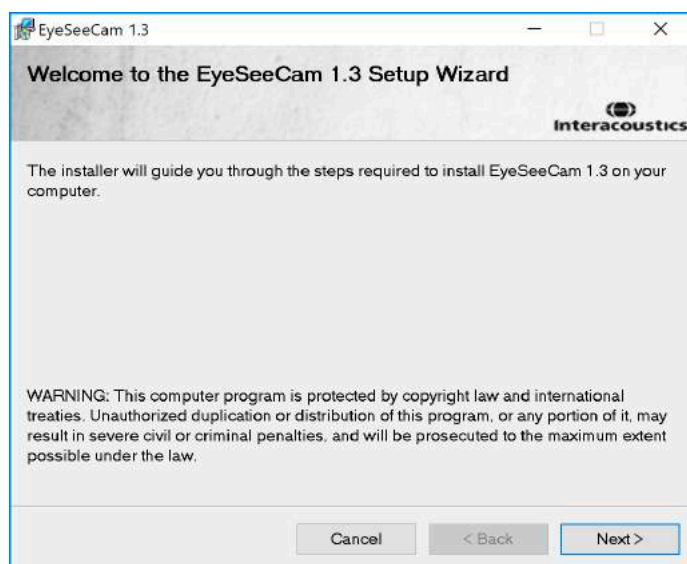 EyeSeeCam 1.3
Welcome to the EyeSeeCam 1.3 Setup Wizard
Interacoustics
The installer will guide you through the steps required to install EyeSeeCam 1.3 on your
computer.
WARNING: This computer program is protected by copyright law and international
treaties. Unauthorized duplication or distribution of this program, or any portion of it, may
result in severe civil or criminal penalties, and will be prosecuted to the maximum extent
possible under the law.
Cancel < Back Next >